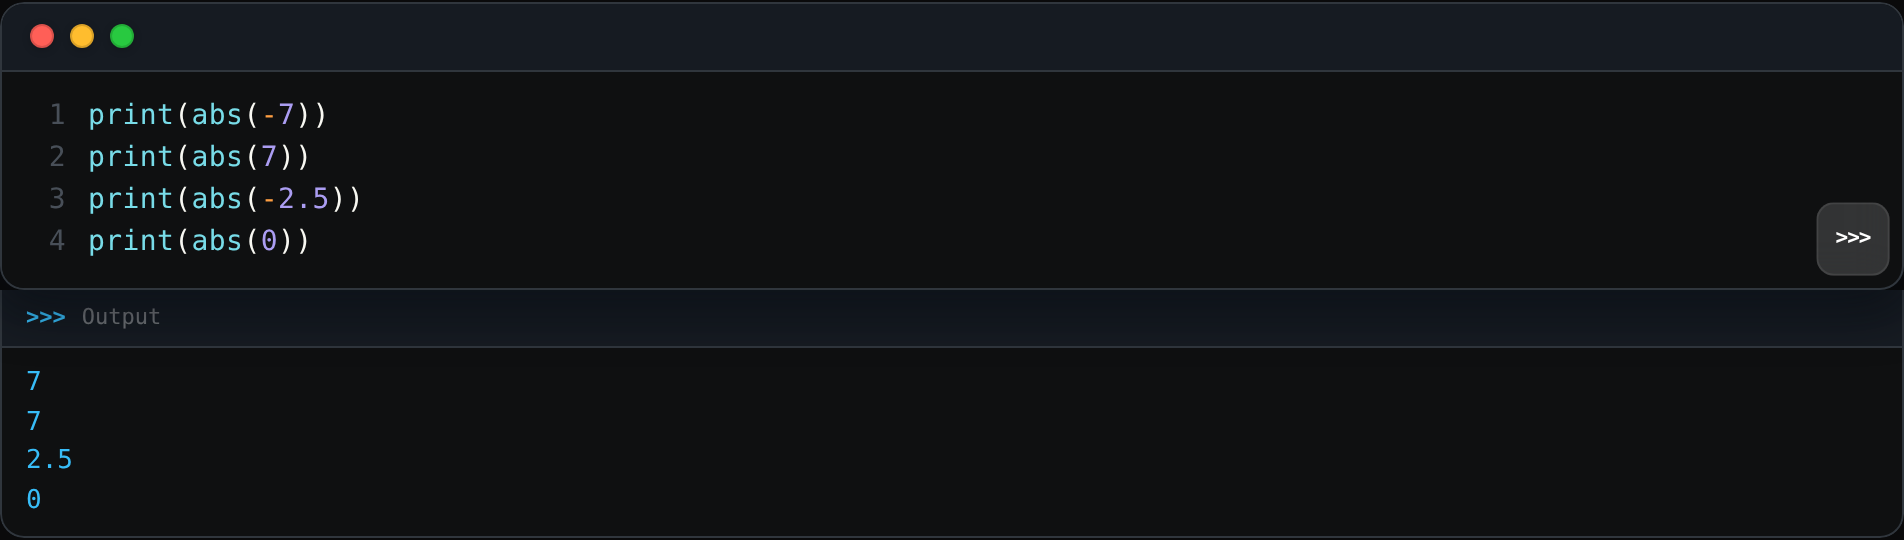 1 print(abs(-7))
2 print(abs(7))
3 print(abs(-2.5))
4 print(abs(0))
>>>
>>> Output
7
7
2.5
0